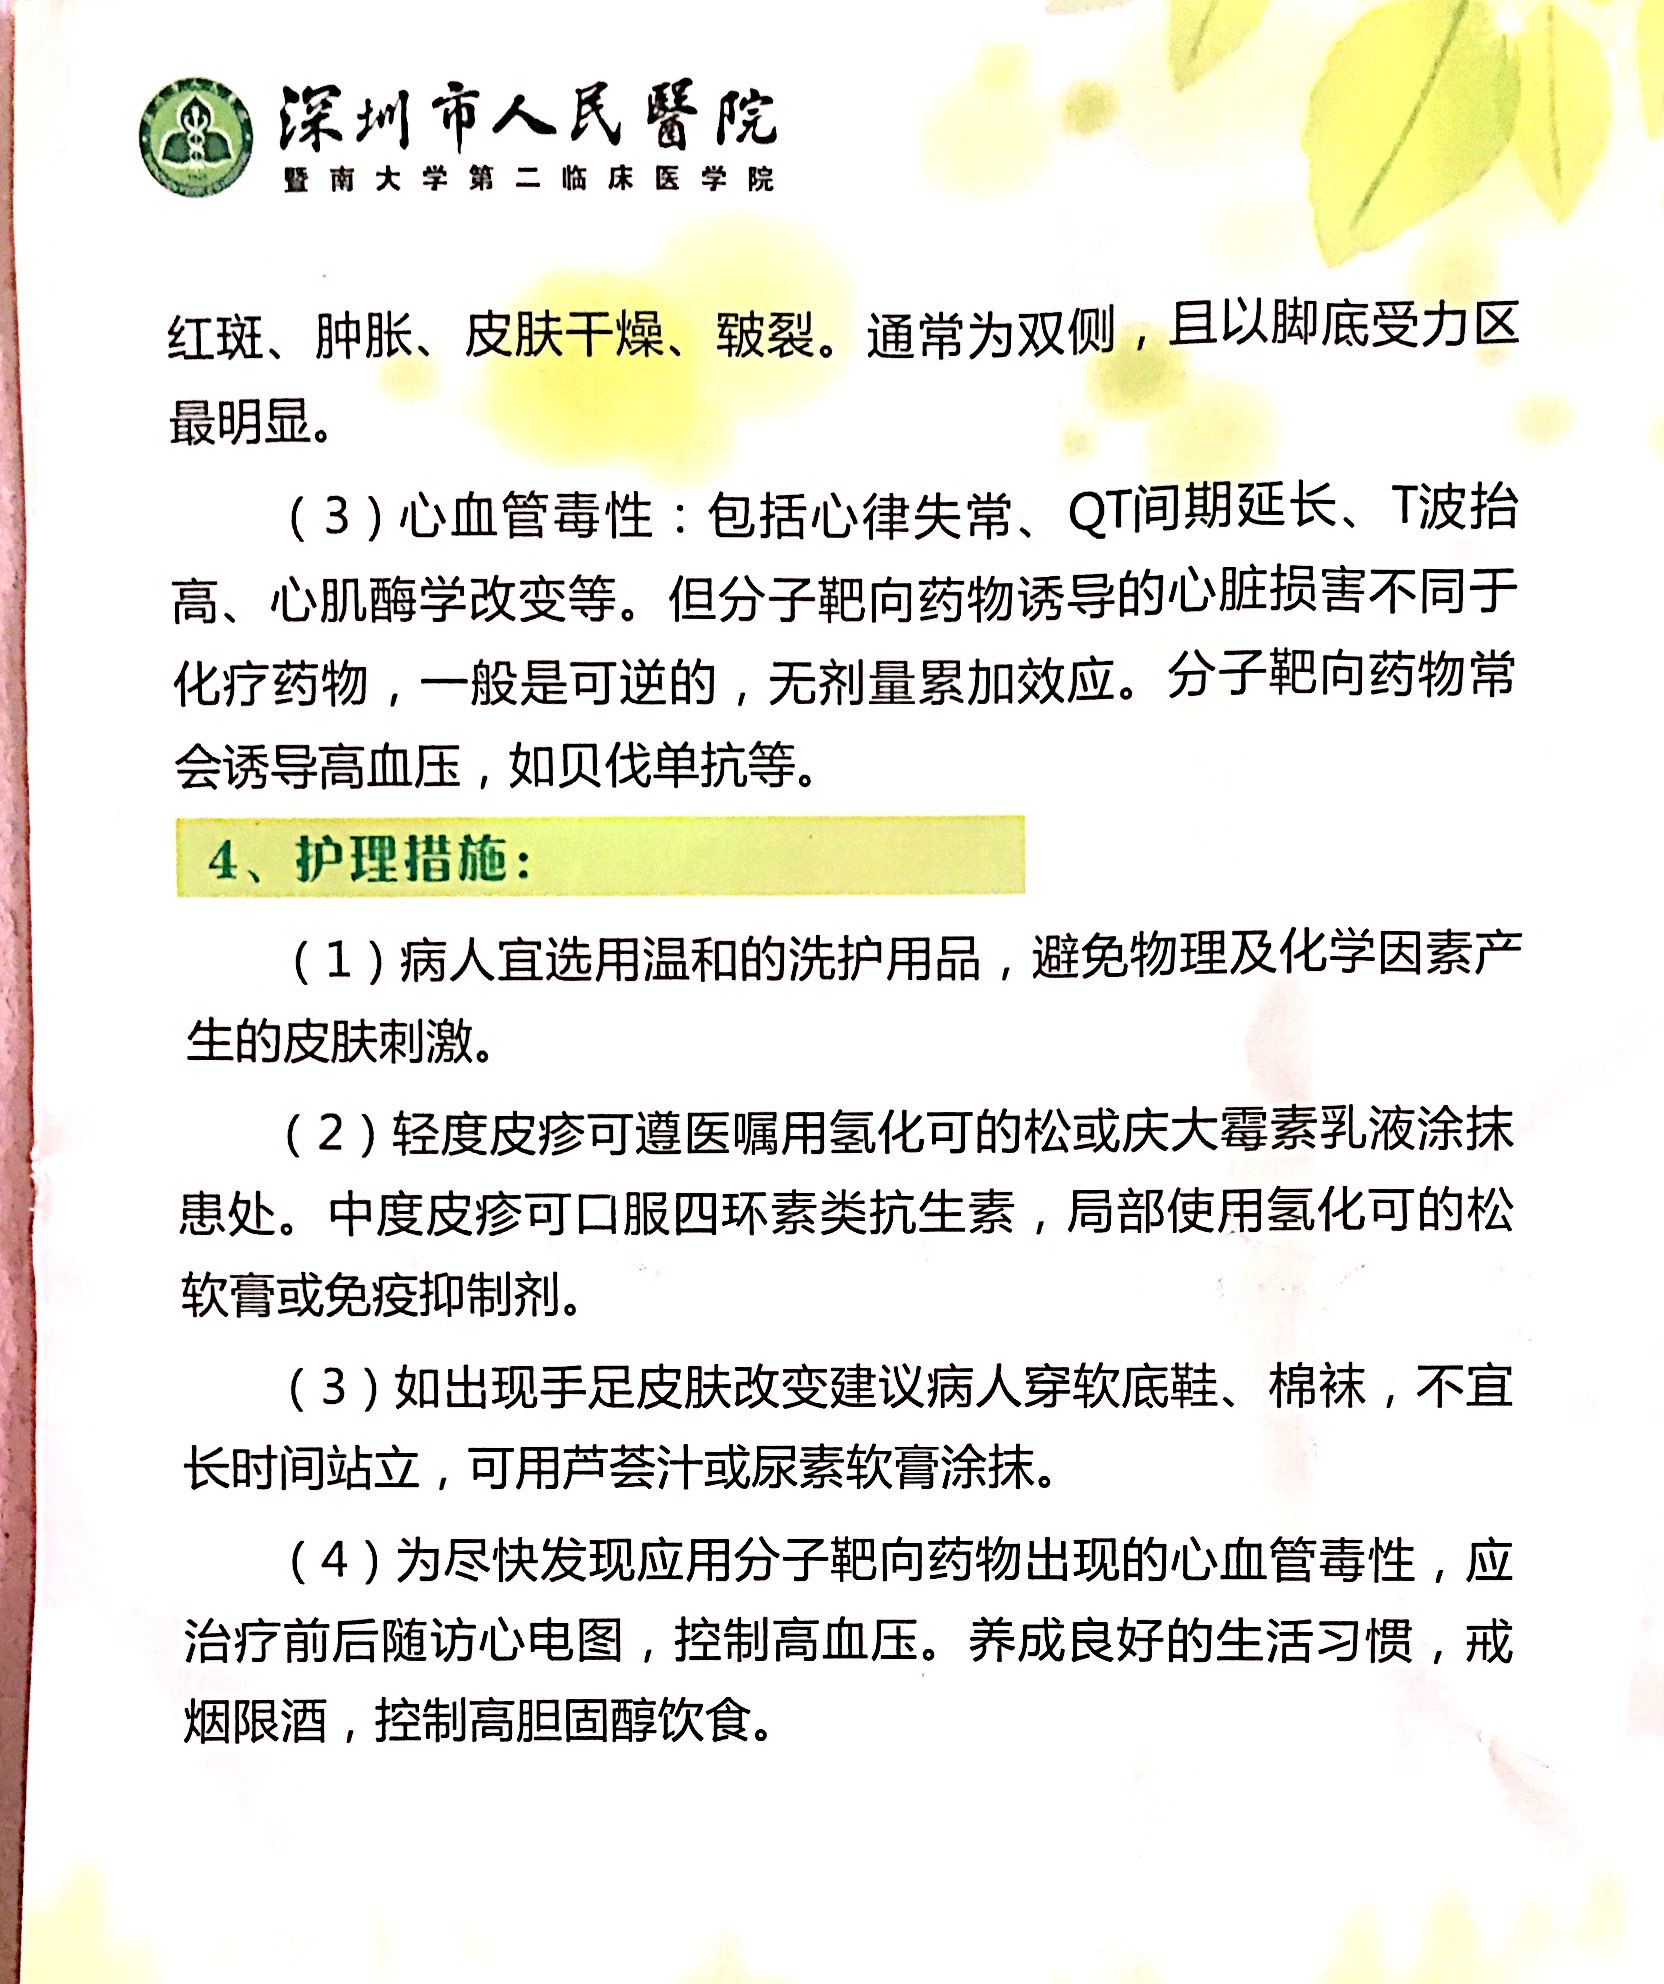 深圳市人民醫院
暨南大学第二临床医学院
红斑、肿胀、皮肤干燥、皲裂。通常为双侧，且以脚底受力区
最明显。
（3）心血管毒性：包括心律失常、QT间期延长、T波抬
高、心肌酶学改变等。但分子靶向药物诱导的心脏损害不同于
化疗药物，一般是可逆的，无剂量累加效应。分子靶向药物常
会诱导高血压，如贝伐单抗等。
4、护理措施：
（1）病人宜选用温和的洗护用品，避免物理及化学因素产
生的皮肤刺激。
（2）轻度皮疹可遵医嘱用氢化可的松或庆大霉素乳液涂抹
患处。中度皮疹可口服四环素类抗生素，局部使用氢化可的松
软膏或免疫抑制剂。
（3）如出现手足皮肤改变建议病人穿软底鞋、棉袜，不宜
长时间站立，可用芦荟汁或尿素软膏涂抹。
（4）为尽快发现应用分子靶向药物出现的心血管毒性，应
治疗前后随访心电图，控制高血压。养成良好的生活习惯，戒
烟限酒，控制高胆固醇饮食。